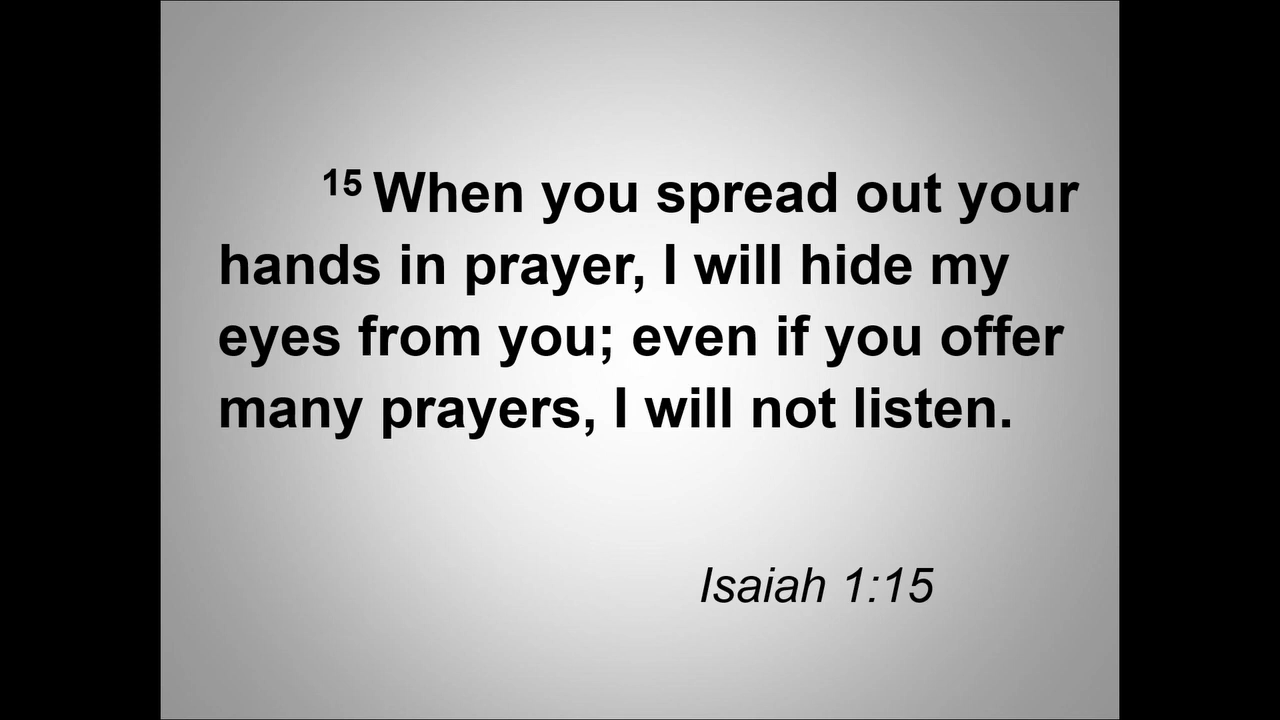 15 When you spread out your
hands in prayer, I will hide my
eyes from you; even if you offer
many prayers, I will not listen.
Isaiah 1:15